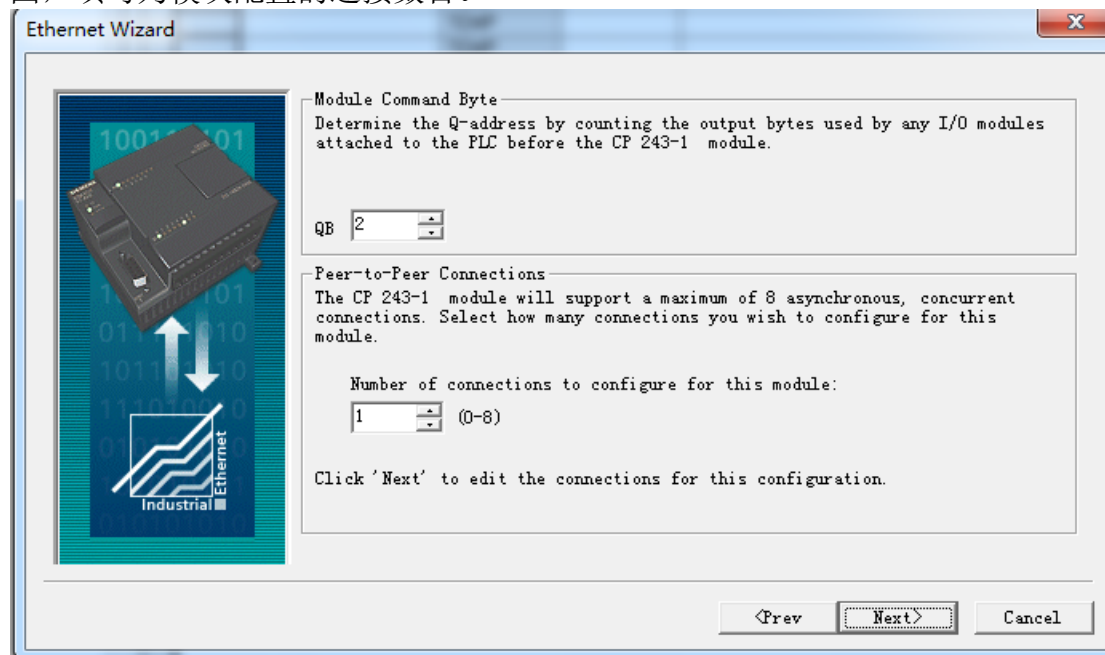 Ethernet Wizard
Module Command Byte
Determine the Q-address by counting the output bytes used by any I/O modules
attached to the PLC before the CP 243-1 module.
QB 2
Peer-to-Peer Connections
The CP 243-1 module will support a maximum of 8 asynchronous, concurrent
connections. Select how many connections you wish to configure for this
module.
Number of connections to configure for this module:
1 (0-8)
Click 'Next' to edit the connections for this configuration.
Industrial Ethernet
<Prev Next> Cancel